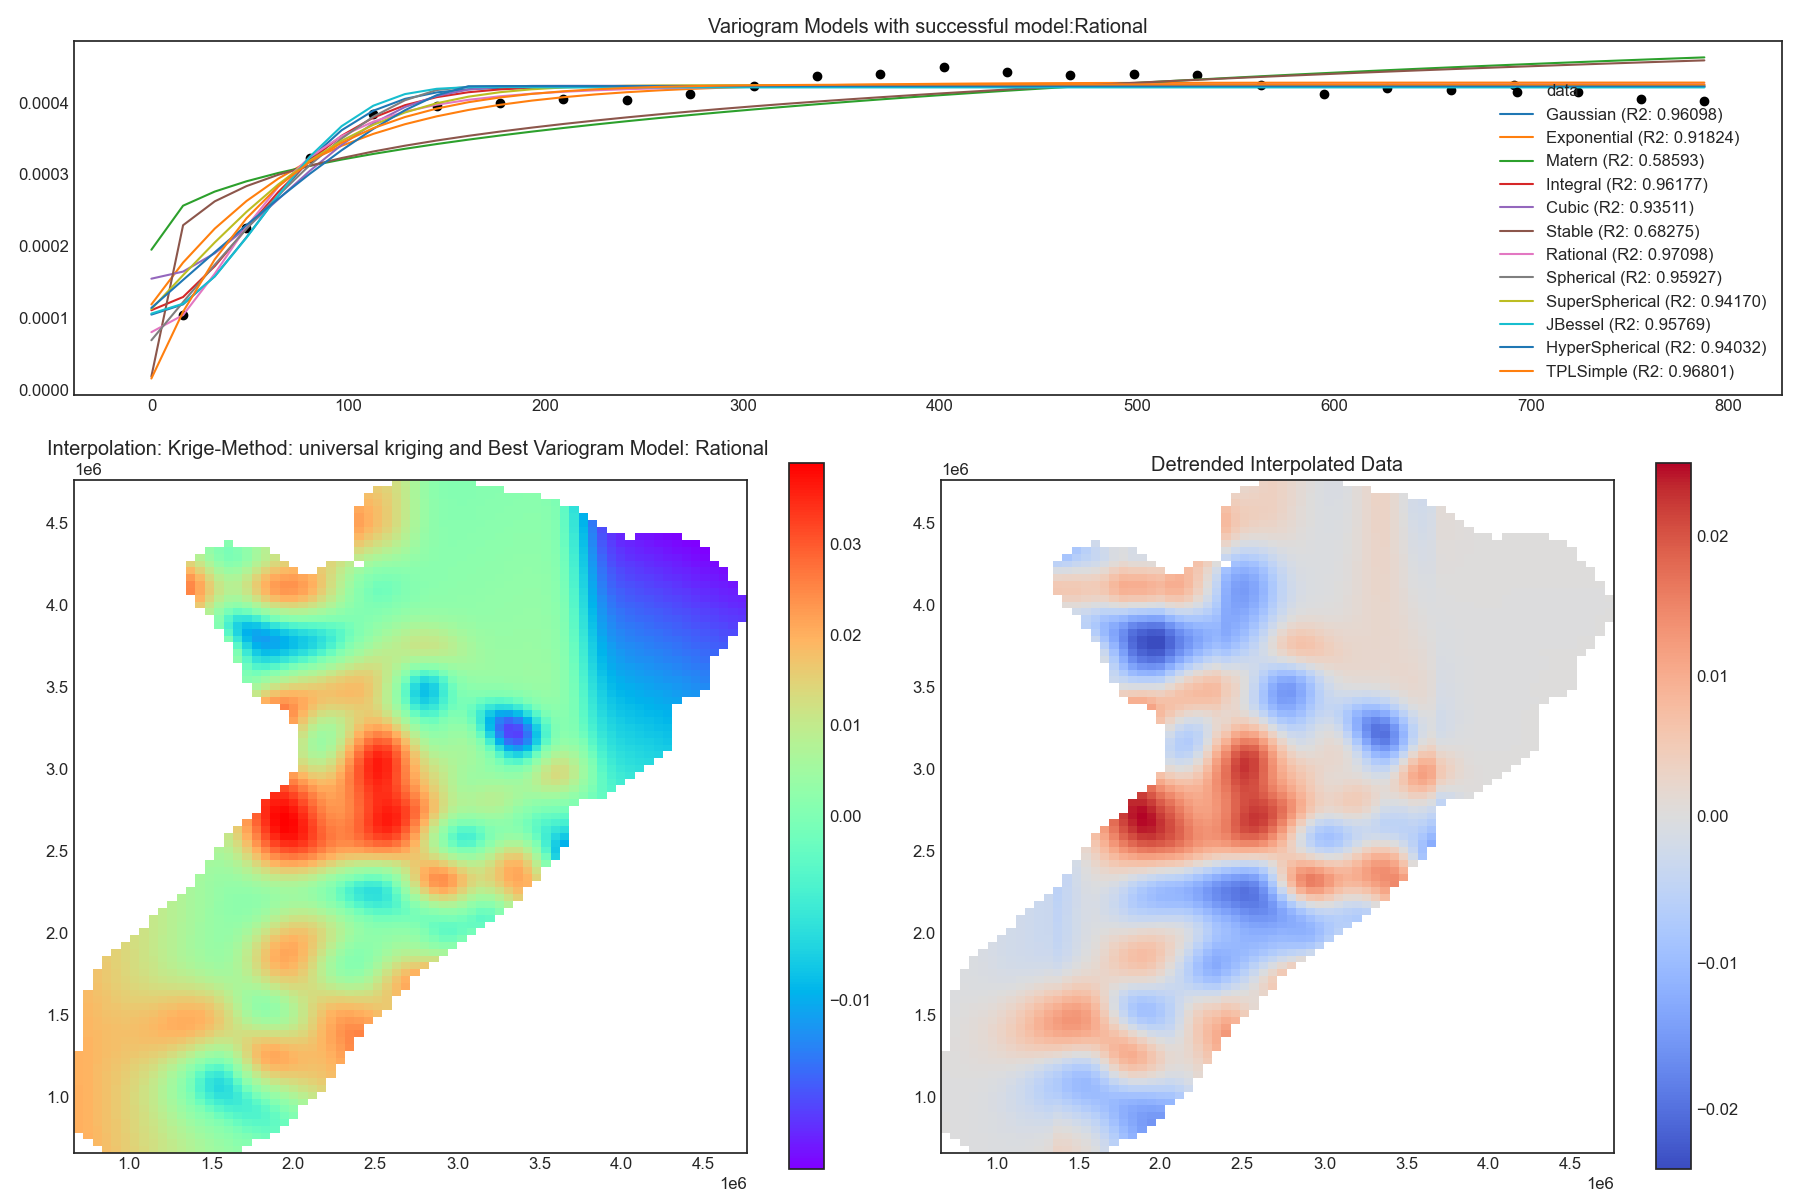 Variogram Models with successful model:Rational
0.0004
0.0003
0.0002
0.0001
0.0000
data
Gaussian (R2: 0.96098)
Exponential (R2: 0.91824)
Matern (R2: 0.58593)
Integral (R2: 0.96177)
Cubic (R2: 0.93511)
Stable (R2: 0.68275)
Rational (R2: 0.97098)
Spherical (R2: 0.95927)
SuperSpherical (R2: 0.94170)
JBessel (R2: 0.95769)
HyperSpherical (R2: 0.94032)
TPLSimple (R2: 0.96801)
0 100 200 300 400 500 600 700 800
Interpolation: Krige-Method: universal kriging and Best Variogram Model: Rational
1e6
4.5
4.0
3.5
3.0
2.5
2.0
1.5
1.0
1.0 1.5 2.0 2.5 3.0 3.5 4.0 4.5
1e6
0.03
0.02
0.01
0.00
−0.01
Detrended Interpolated Data
1e6
4.5
4.0
3.5
3.0
2.5
2.0
1.5
1.0
1.0 1.5 2.0 2.5 3.0 3.5 4.0 4.5
1e6
0.02
0.01
0.00
−0.01
−0.02